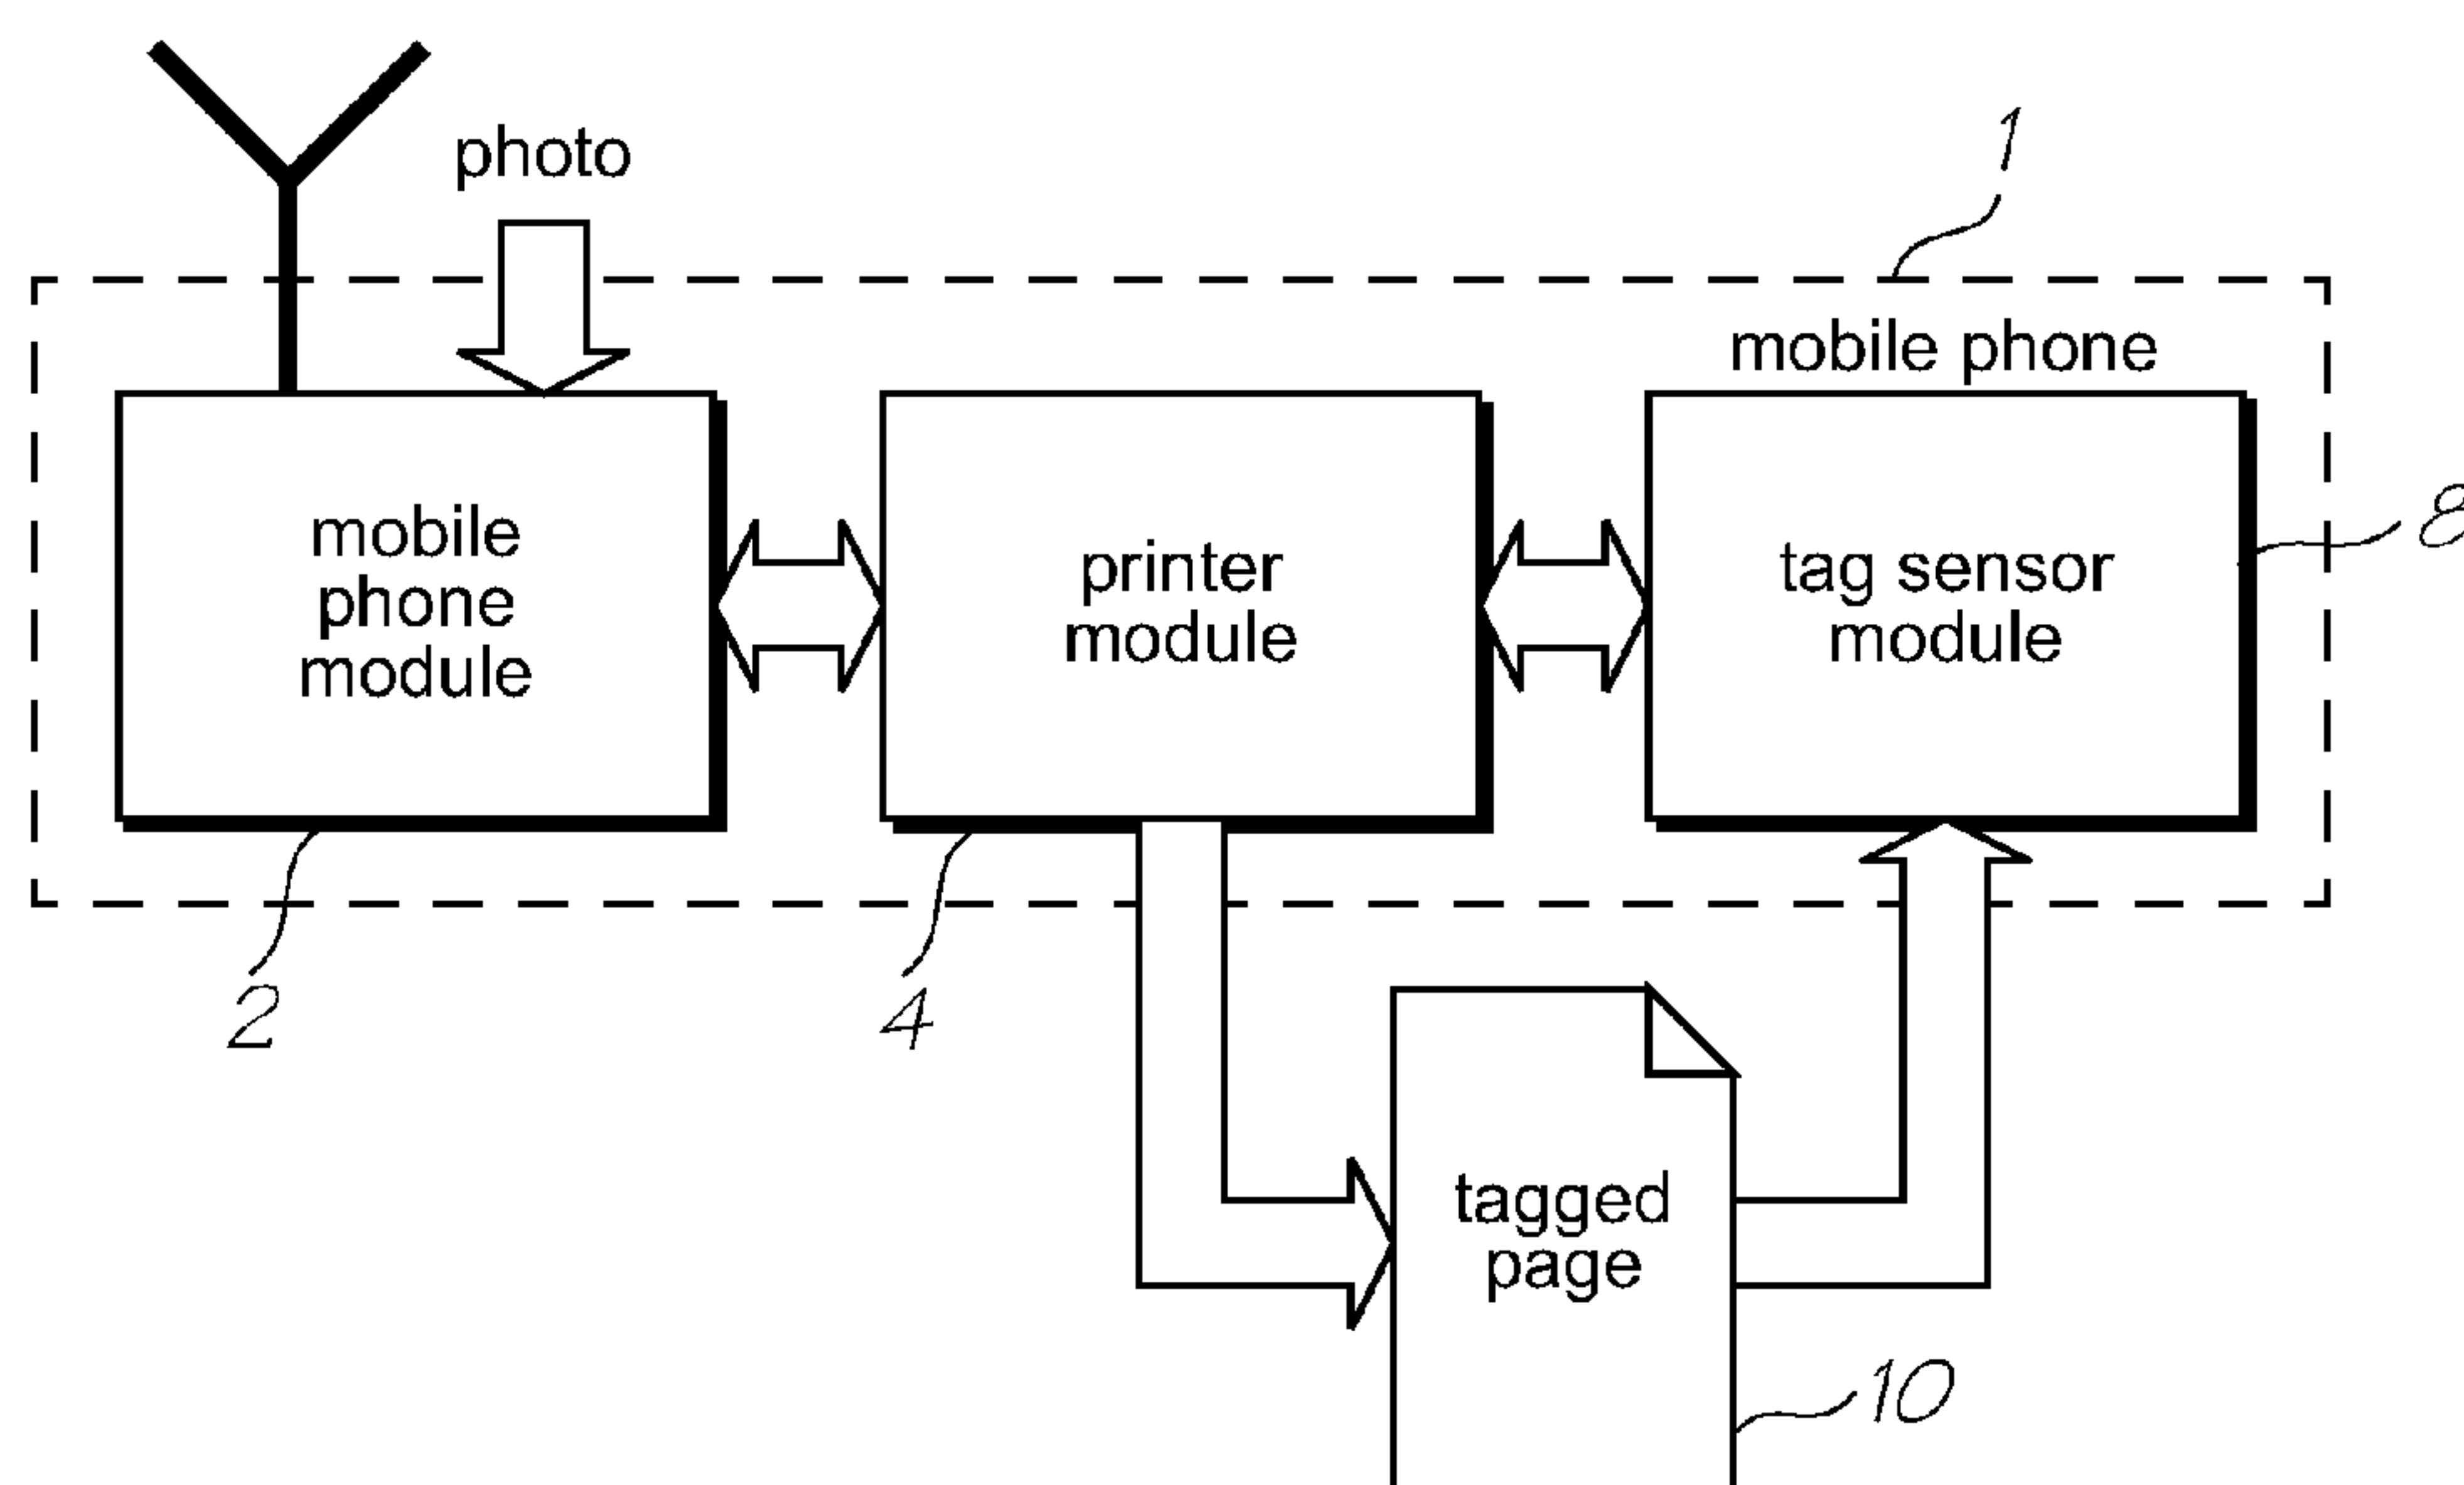 photo
1
mobile phone
mobile
phone
module
printer
module
tag sensor
module
8
2
4
tagged
page
10